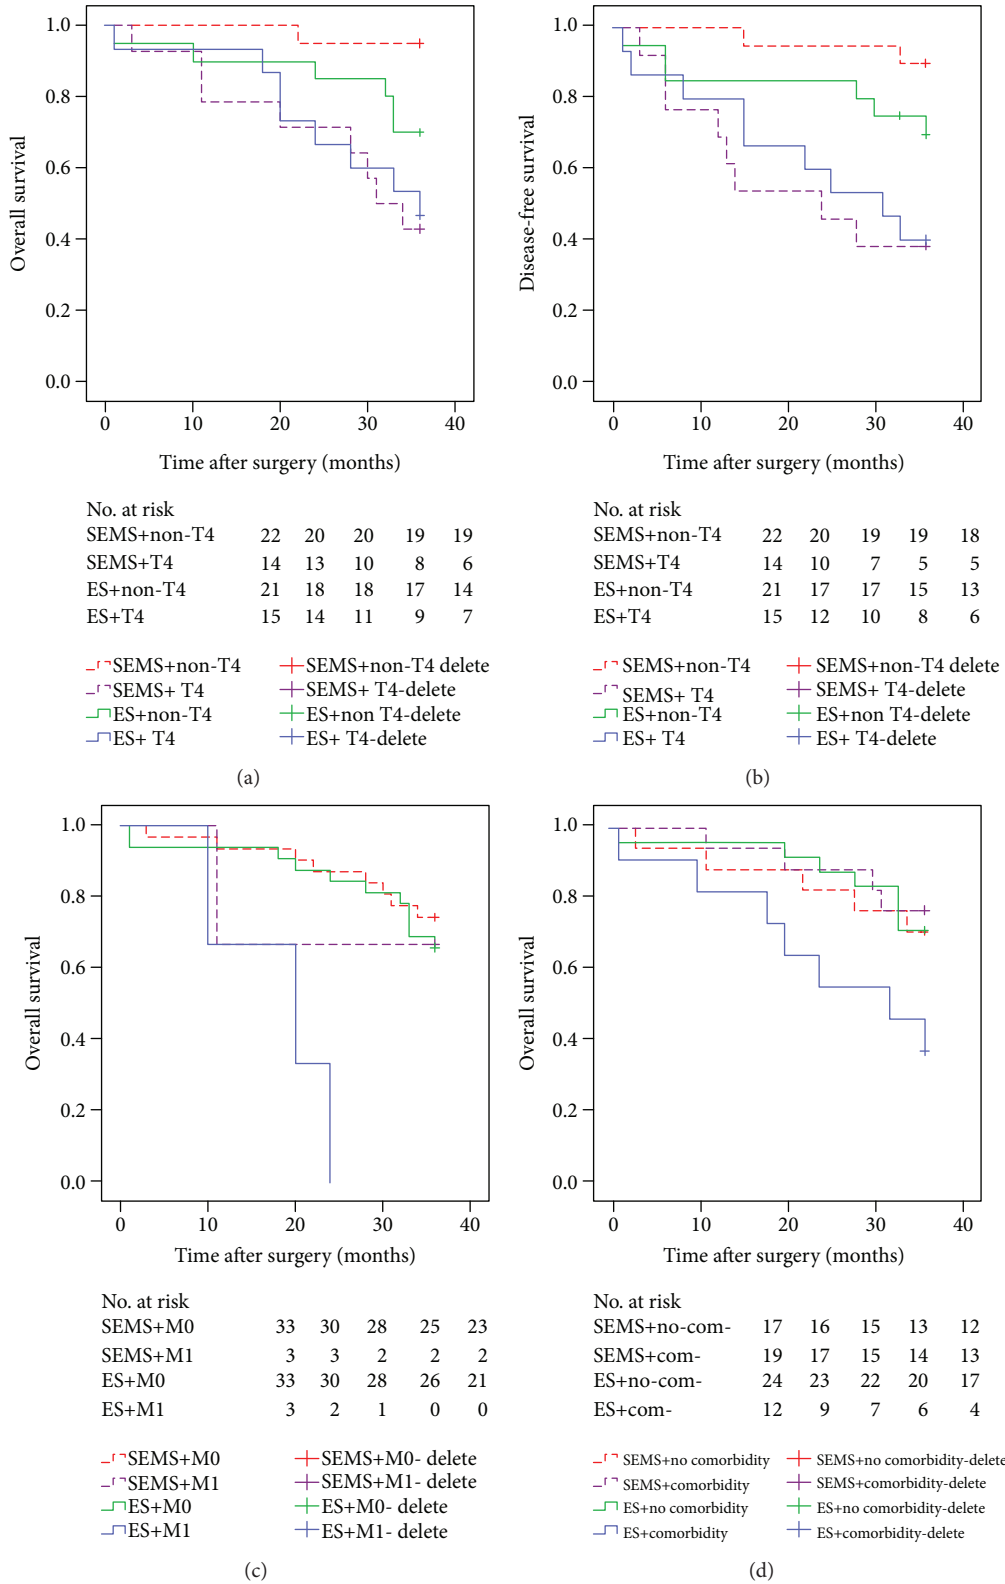 1.0
0.8
0.6
0.4
0.2
0.0
Overall survival
0 10 20 30 40
Time after surgery (months)
No. at risk
SEMS+non-T4 22 20 20 19 19
SEMS+T4 14 13 10 8 6
ES+non-T4 21 18 18 17 14
ES+T4 15 14 11 9 7
SEMS+non-T4 SEMS+non-T4 delete
SEMS+ T4 SEMS+ T4-delete
ES+non-T4 ES+non T4-delete
ES+ T4 ES+ T4-delete
(a)
1.0
0.8
0.6
0.4
0.2
0.0
Disease-free survival
0 10 20 30 40
Time after surgery (months)
No. at risk
SEMS+non-T4 22 20 19 19 18
SEMS+T4 14 10 7 5 5
ES+non-T4 21 17 17 15 13
ES+T4 15 12 10 8 6
SEMS+non-T4 SEMS+non-T4 delete
SEMS+ T4 SEMS+ T4-delete
ES+non-T4 ES+non T4-delete
ES+ T4 ES+ T4-delete
(b)
1.0
0.8
0.6
0.4
0.2
0.0
Overall survival
0 10 20 30 40
Time after surgery (months)
No. at risk
SEMS+M0 33 30 28 25 23
SEMS+M1 3 3 2 2 2
ES+M0 33 30 28 26 21
ES+M1 3 2 1 0 0
SEMS+M0 SEMS+M0- delete
SEMS+M1 SEMS+M1- delete
ES+M0 ES+M0- delete
ES+M1 ES+M1- delete
(c)
1.0
0.8
0.6
0.4
0.2
0.0
Overall survival
0 10 20 30 40
Time after surgery (months)
No. at risk
SEMS+no-com- 17 16 15 13 12
SEMS+com- 19 17 15 14 13
ES+no-com- 24 23 22 20 17
ES+com- 12 9 7 6 4
SEMS+no comorbidity SEMS+no comorbidity-delete
SEMS+comorbidity SEMS+comorbidity-delete
ES+no comorbidity ES+no comorbidity-delete
ES+comorbidity ES+comorbidity-delete
(d)